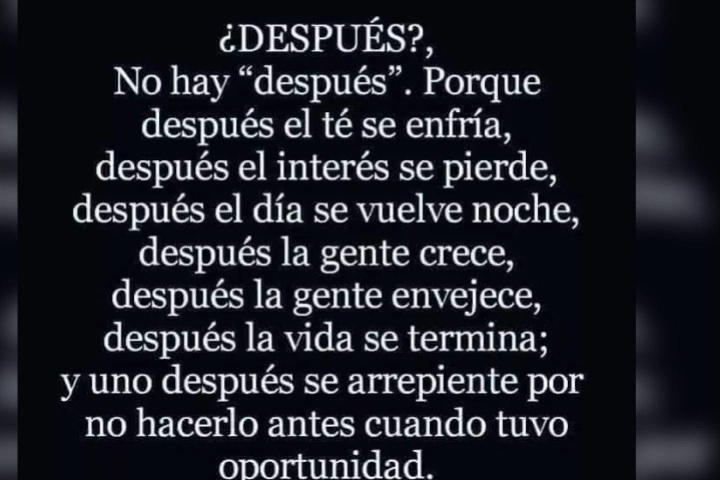 ¿DESPUÉS?,
No hay “después”. Porque
después el té se enfría,
después el interés se pierde,
después el día se vuelve noche,
después la gente crece,
después la gente envejece,
después la vida se termina;
y uno después se arrepiente por
no hacerlo antes cuando tuvo
oportunidad.